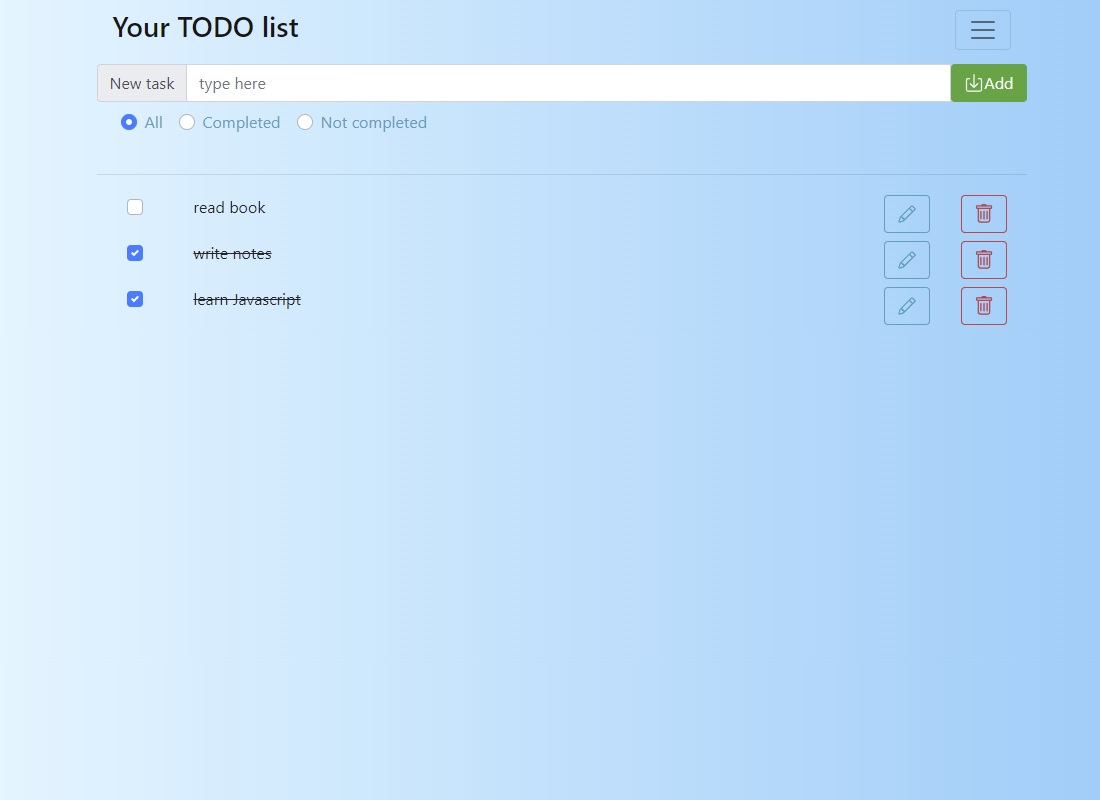 Your TODO list
New task type here Add
All Completed Not completed
read book
write notes
learn Javascript